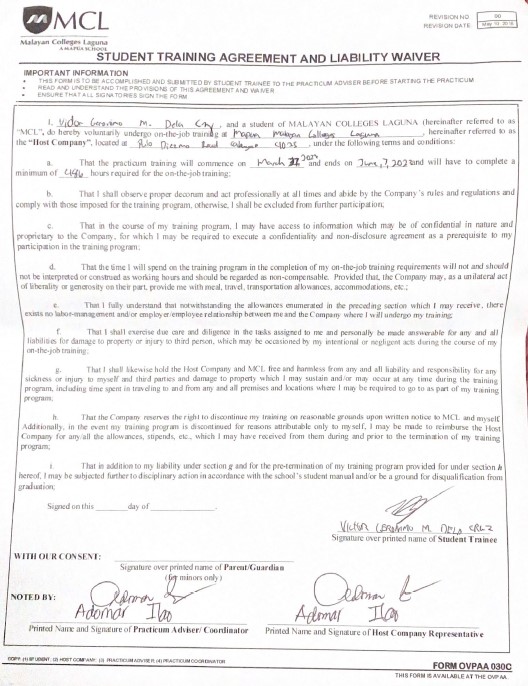 MCL
Malayan Colleges Laguna
A MAPUA SCHOOL
REVISION NO. 00
REVISION DATE: May 10, 2016
STUDENT TRAINING AGREEMENT AND LIABILITY WAIVER
IMPORTANT INFORMATION
• THIS FORM IS TO BE ACCOMPLISHED AND SUBMITTED BY STUDENT TRAINEE TO THE PRACTICUM ADVISER BEFORE STARTING THE PRACTICUM
• READ AND UNDERSTAND THE PROVISIONS OF THIS AGREEMENT AND WAIVER
• ENSURE THAT ALL SIGNATORIES SIGN THE FORM
I, Victor Geronimo M. Dela Cruz, and a student of MALAYAN COLLEGES LAGUNA (hereinafter referred to as
"MCL", do hereby voluntarily undergo on-the-job training at Mapua Malayan Colleges Laguna, hereinafter referred to as
the "Host Company", located at Pulo Diezmo Road 4025, under the following terms and conditions:
a. That the practicum training will commence on March 27, 2023 and ends on June, 7, 2023 and will have to complete a
minimum of 486 hours required for the on-the-job training;
b. That I shall observe proper decorum and act professionally at all times and abide by the Company's rules and regulations and
comply with those imposed for the training program, otherwise, I shall be excluded from further participation;
c. That in the course of my training program, I may have access to information which may be of confidential in nature and
proprietary to the Company, for which I may be required to execute a confidentiality and non-disclosure agreement as a prerequisite to my
participation in the training program;
d. That the time I will spend on the training program in the completion of my on-the-job training requirements will not and should
not be interpreted or construed as working hours and should be regarded as non-compensable. Provided that, the Company may, as a unilateral act
of liberality or generosity on their part, provide me with meal, travel, transportation allowances, accommodations, etc.;
e. That I fully understand that notwithstanding the allowances enumerated in the preceding section which I may receive, there
exists no labor-management and/or employer/employee relationship between me and the Company where I will undergo my training;
f. That I shall exercise due care and diligence in the tasks assigned to me and personally be made answerable for any and all
liabilities for damage to property or injury to third person, which may be occasioned by my intentional or negligent acts during the course of my
on-the-job training;
g. That I shall likewise hold the Host Company and MCL free and harmless from any and all liability and responsibility for any
sickness or injury to myself and third parties and damage to property which I may sustain and/or may occur at any time during the training
program, including time spent in traveling to and from any and all premises and locations where I may be required to go to as part of my training
program;
h. That the Company reserves the right to discontinue my training on reasonable grounds upon written notice to MCL and myself
Additionally, in the event my training program is discontinued for reasons attributable only to myself, I may be made to reimburse the Host
Company for any/all the allowances, stipends, etc., which I may have received from them during and prior to the termination of my training
program;
i. That in addition to my liability under section g and for the pre-termination of my training program provided for under section h
hereof, I may be subjected further to disciplinary action in accordance with the school's student manual and/or be a ground for disqualification from
graduation;
Signed on this day of .
VICTOR GERONIMO M. DELA CRUZ
Signature over printed name of Student Trainee
WITH OUR CONSENT:
Signature over printed name of Parent/Guardian
(for minors only)
NOTED BY:
Adomar Ilao Adomar Ilao
Printed Name and Signature of Practicum Adviser/ Coordinator Printed Name and Signature of Host Company Representative
COPY: (1) STUDENT; (2) HOST COMPANY; (3) PRACTICUM ADVISER; (4) PRACTICUM COORDINATOR
FORM OVPAA 030C
THIS FORM IS AVAILABLE AT THE OVPAA.